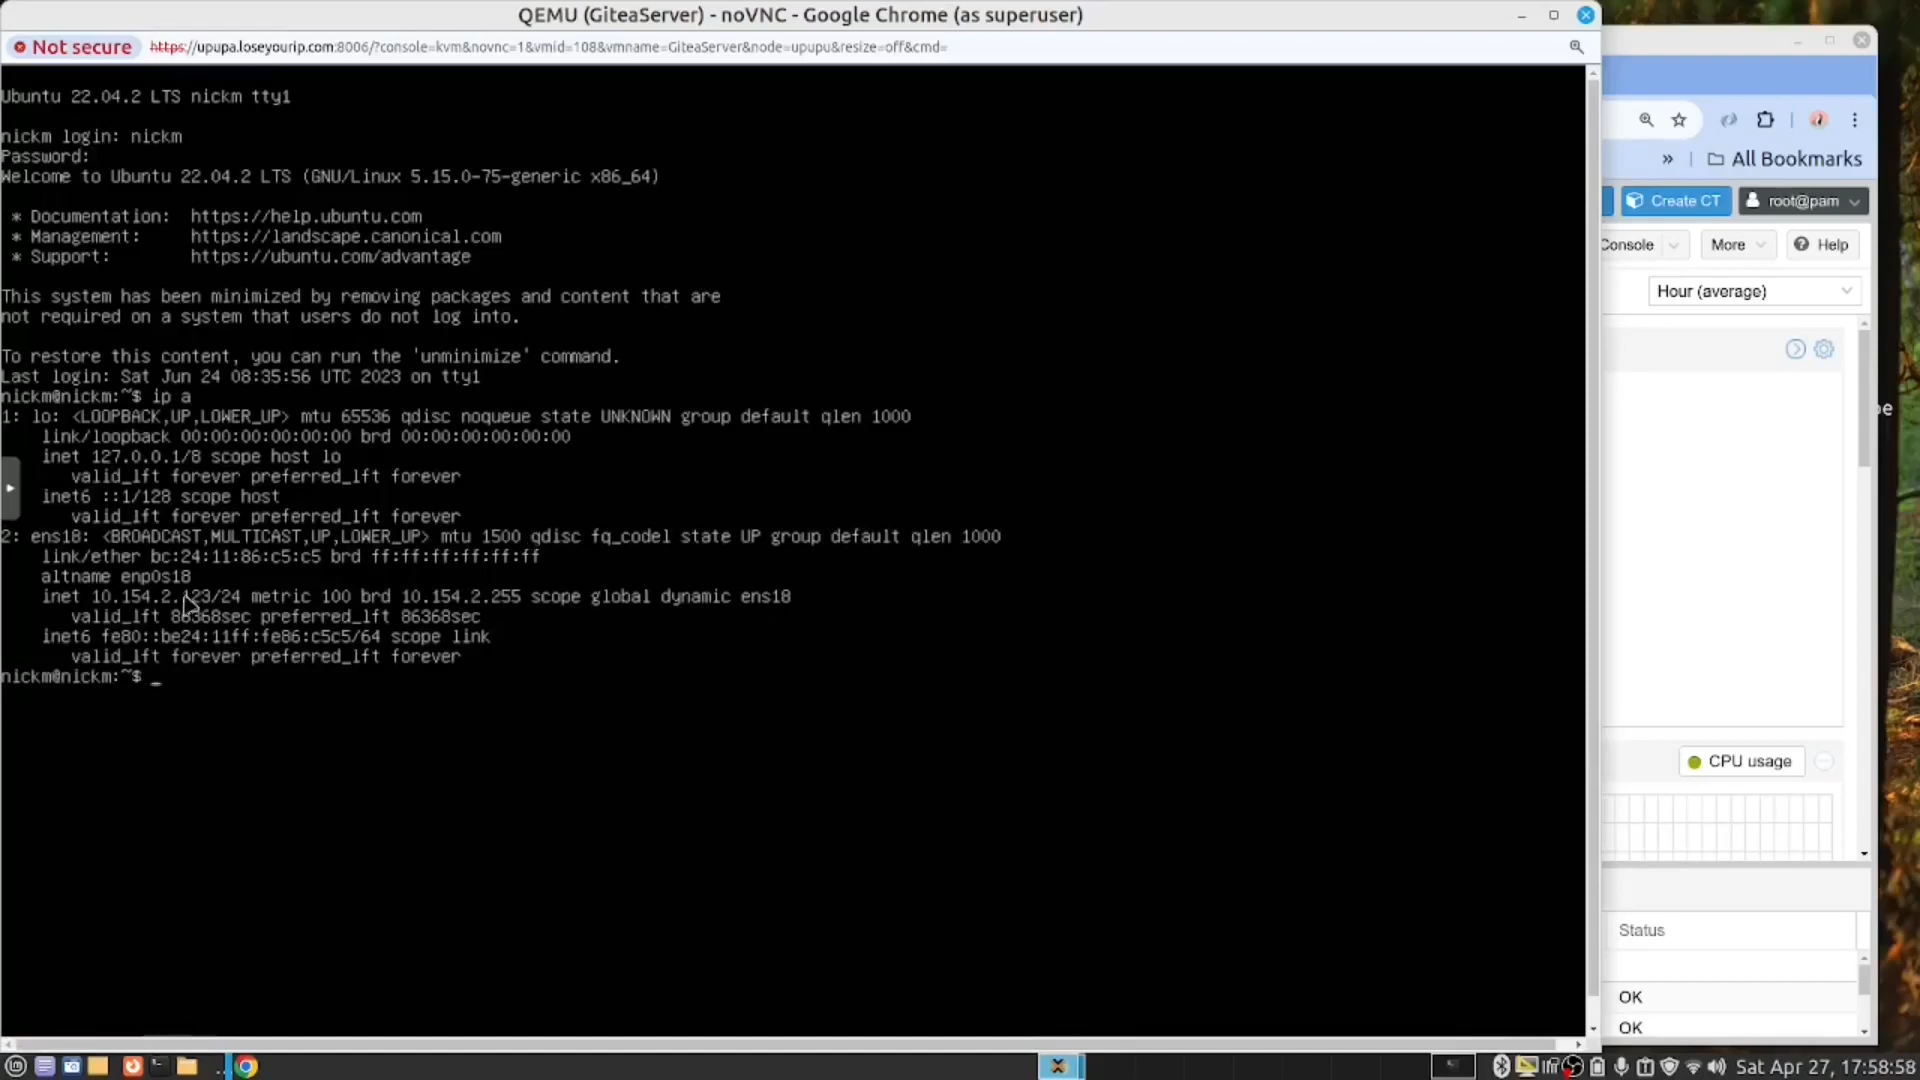 QEMU (GiteaServer) - noVNC - Google Chrome (as superuser)
Not secure https://upupa.loseyourip.com:8006/?console=kvm&novnc=1&vmid=108&vmname=GiteaServer&node=upupu&resize=off&cmd=
Ubuntu 22.04.2 LTS nickm tty1
nickm login: nickm
Password:
Welcome to Ubuntu 22.04.2 LTS (GNU/Linux 5.15.0-75-generic x86_64)
* Documentation: https://help.ubuntu.com
* Management: https://landscape.canonical.com
* Support: https://ubuntu.com/advantage
This system has been minimized by removing packages and content that are
not required on a system that users do not log into.
To restore this content, you can run the 'unminimize' command.
Last login: Sat Jun 24 08:35:56 UTC 2023 on tty1
nickm@nickm:~$ ip a
1: lo: <LOOPBACK,UP,LOWER_UP> mtu 65536 qdisc noqueue state UNKNOWN group default qlen 1000
link/loopback 00:00:00:00:00:00 brd 00:00:00:00:00:00
inet 127.0.0.1/8 scope host lo
valid_lft forever preferred_lft forever
inet6 ::1/128 scope host
valid_lft forever preferred_lft forever
2: ens18: <BROADCAST,MULTICAST,UP,LOWER_UP> mtu 1500 qdisc fq_codel state UP group default qlen 1000
link/ether bc:24:11:86:c5:c5 brd ff:ff:ff:ff:ff:ff
altname enp0s18
inet 10.154.2.123/24 metric 100 brd 10.154.2.255 scope global dynamic ens18
valid_lft 86368sec preferred_lft 86368sec
inet6 fe80::be24:11ff:fe86:c5c5/64 scope link
valid_lft forever preferred_lft forever
nickm@nickm:~$ _
» All Bookmarks
Create CT root@pam
Console More Help
Hour (average)
CPU usage
Status
OK
OK
Sat Apr 27, 17:58:58